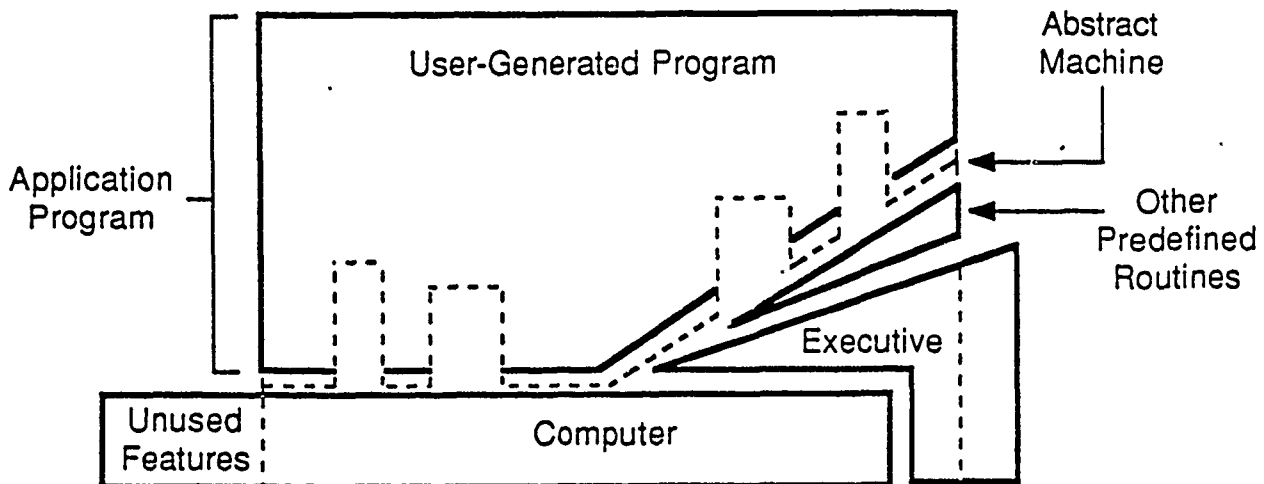 User-Generated Program
Abstract
Machine
Application
Program
Other
Predefined
Routines
Executive
Unused
Features
Computer